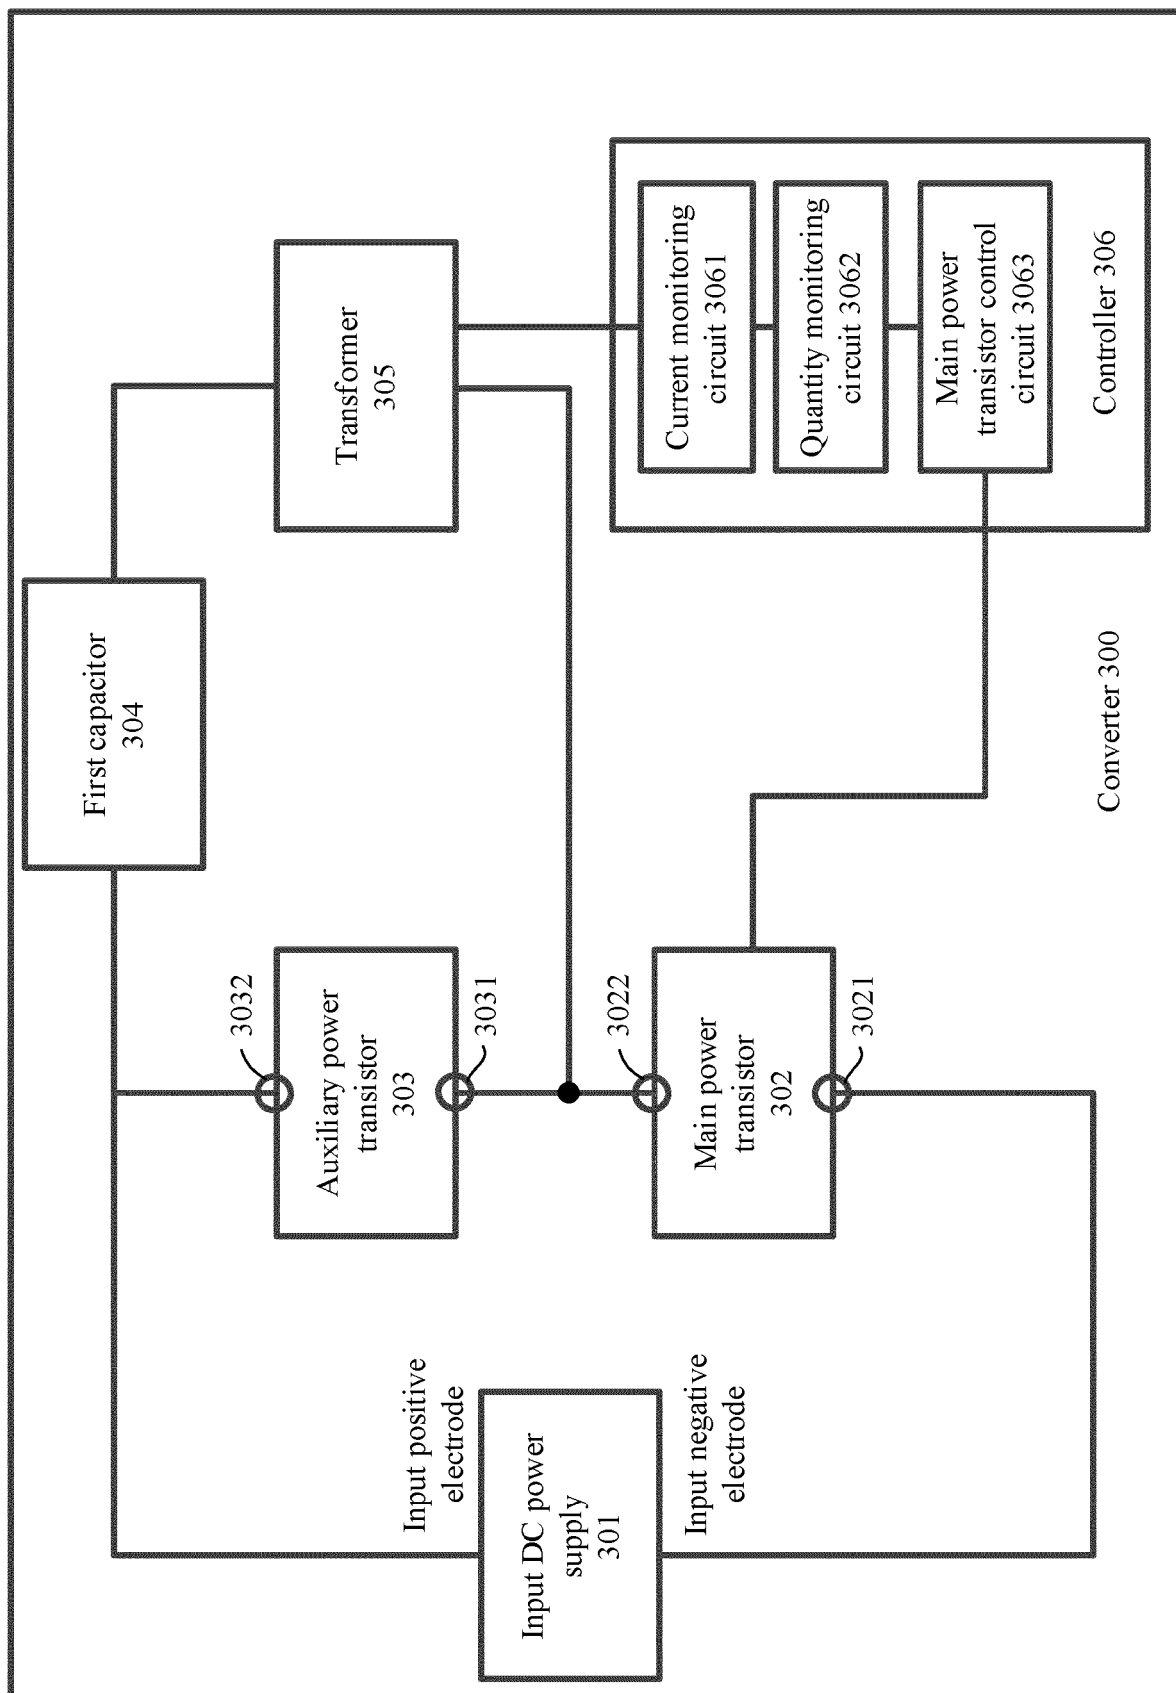 First capacitor
304
Transformer
305
3032
Auxiliary power
transistor
303
3031
Input positive
electrode
Input DC power
supply
301
Input negative
electrode
3022
Main power
transistor
302
3021
Current monitoring
circuit 3061
Quantity monitoring
circuit 3062
Main power
transistor control
circuit 3063
Controller 306
Converter 300